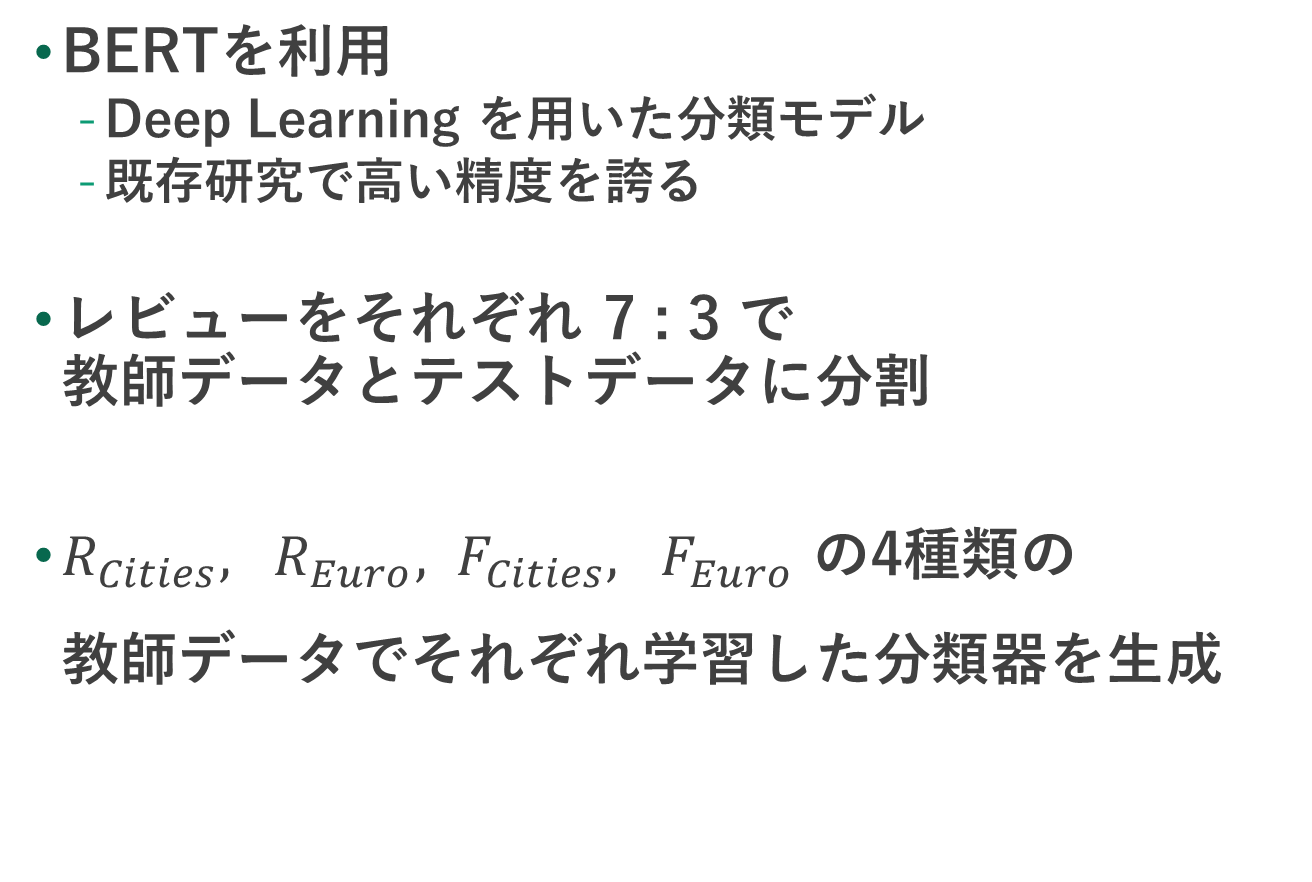 •BERTを利用
-Deep Learning を用いた分類モデル
-既存研究で高い精度を誇る
•レビューをそれぞれ 7 : 3 で
教師データとテストデータに分割
•R_Cities, R_Euro, F_Cities, F_Euro の4種類の
教師データでそれぞれ学習した分類器を生成